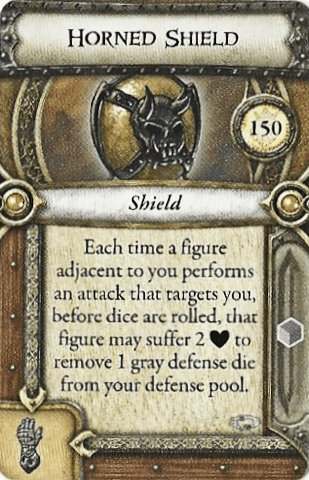 Horned Shield
150
Shield
Each time a figure
adjacent to you performs
an attack that targets you,
before dice are rolled, that
figure may suffer 2 ♥ to
remove 1 gray defense die
from your defense pool.